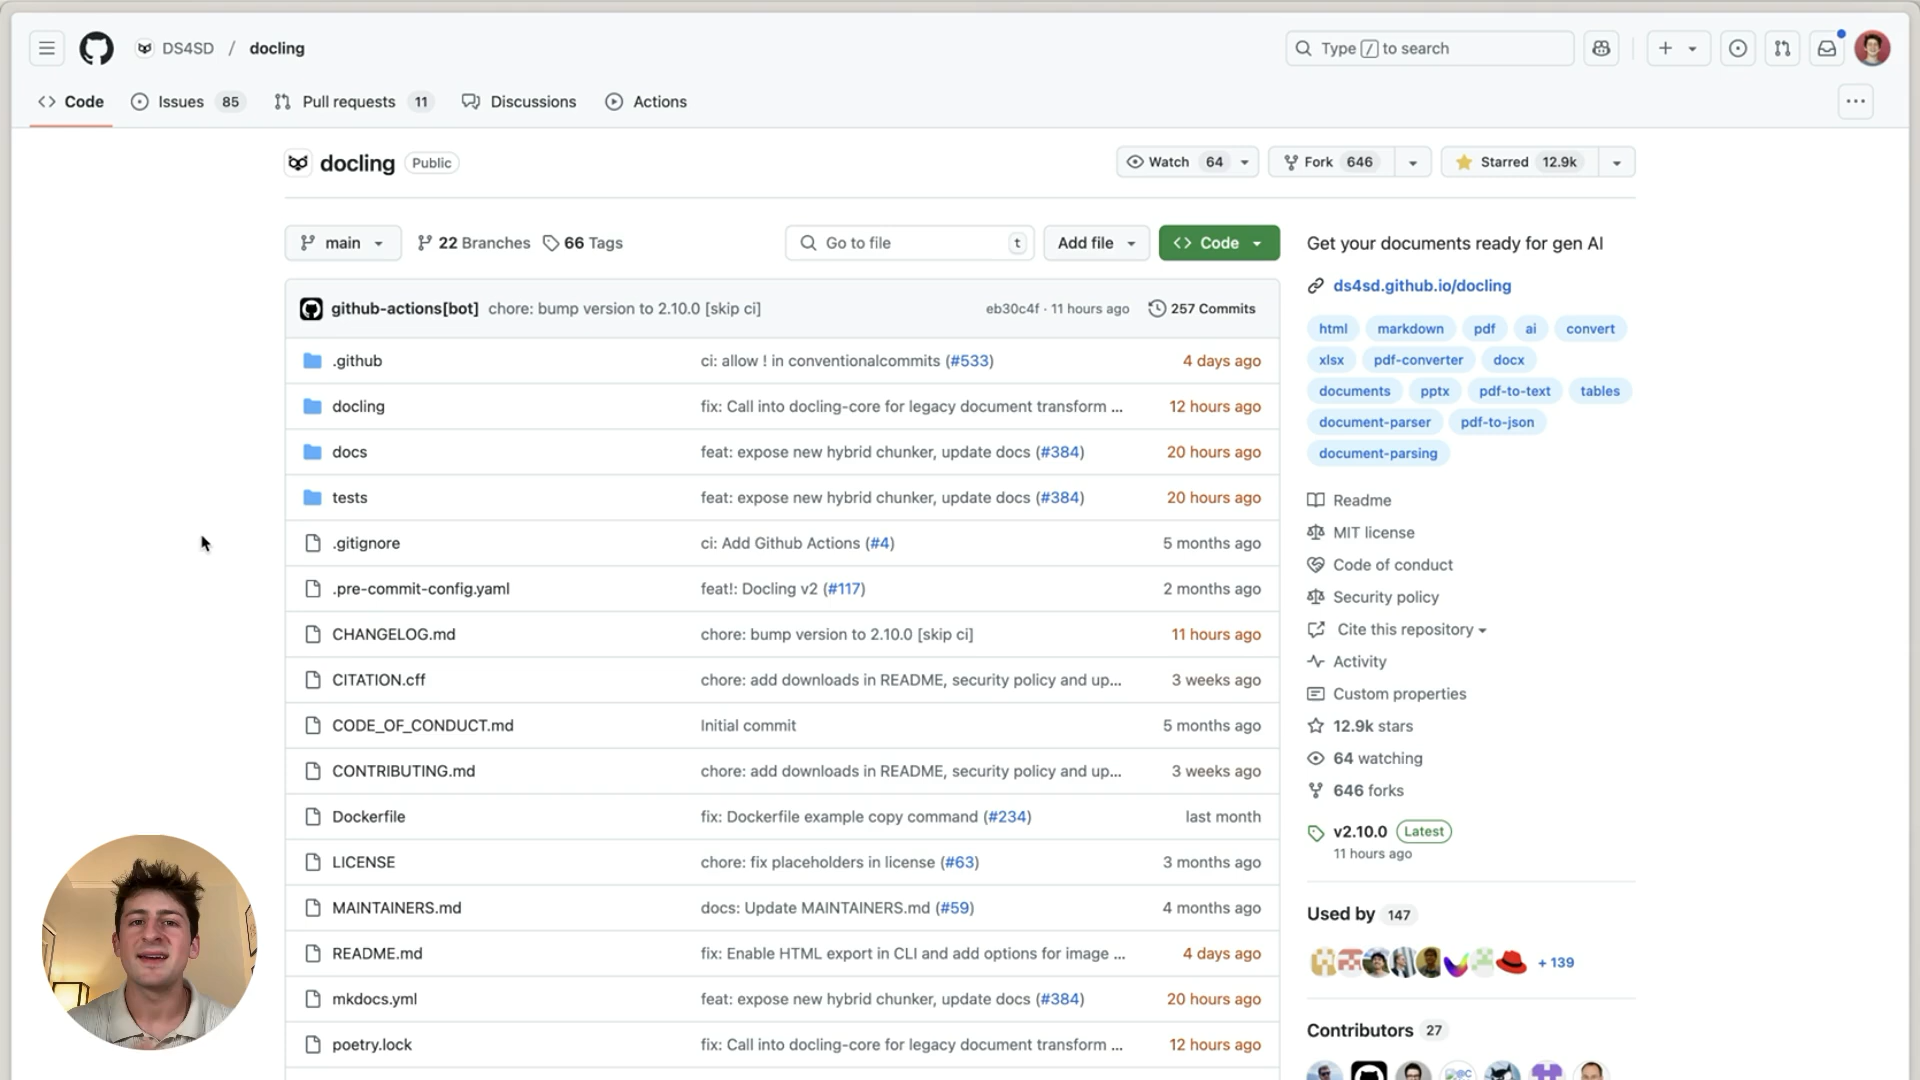 DS4SD / docling
Type / to search
Code
Issues 85
Pull requests 11
Discussions
Actions
docling Public
Watch 64
Fork 646
Starred 12.9k
main
22 Branches
66 Tags
Go to file t
Add file
Code
github-actions[bot] chore: bump version to 2.10.0 [skip ci] eb30c4f · 11 hours ago 257 Commits
.github ci: allow ! in conventionalcommits (#533) 4 days ago
docling fix: Call into docling-core for legacy document transform ... 12 hours ago
docs feat: expose new hybrid chunker, update docs (#384) 20 hours ago
tests feat: expose new hybrid chunker, update docs (#384) 20 hours ago
.gitignore ci: Add Github Actions (#4) 5 months ago
.pre-commit-config.yaml feat!: Docling v2 (#117) 2 months ago
CHANGELOG.md chore: bump version to 2.10.0 [skip ci] 11 hours ago
CITATION.cff chore: add downloads in README, security policy and up... 3 weeks ago
CODE_OF_CONDUCT.md Initial commit 5 months ago
CONTRIBUTING.md chore: add downloads in README, security policy and up... 3 weeks ago
Dockerfile fix: Dockerfile example copy command (#234) last month
LICENSE chore: fix placeholders in license (#63) 3 months ago
MAINTAINERS.md docs: Update MAINTAINERS.md (#59) 4 months ago
README.md fix: Enable HTML export in CLI and add options for image ... 4 days ago
mkdocs.yml feat: expose new hybrid chunker, update docs (#384) 20 hours ago
poetry.lock fix: Call into docling-core for legacy document transform ... 12 hours ago
Get your documents ready for gen AI
ds4sd.github.io/docling
html markdown pdf ai convert
xlsx pdf-converter docx
documents pptx pdf-to-text tables
document-parser pdf-to-json
document-parsing
Readme
MIT license
Code of conduct
Security policy
Cite this repository
Activity
Custom properties
12.9k stars
64 watching
646 forks
v2.10.0 Latest
11 hours ago
Used by 147
+ 139
Contributors 27